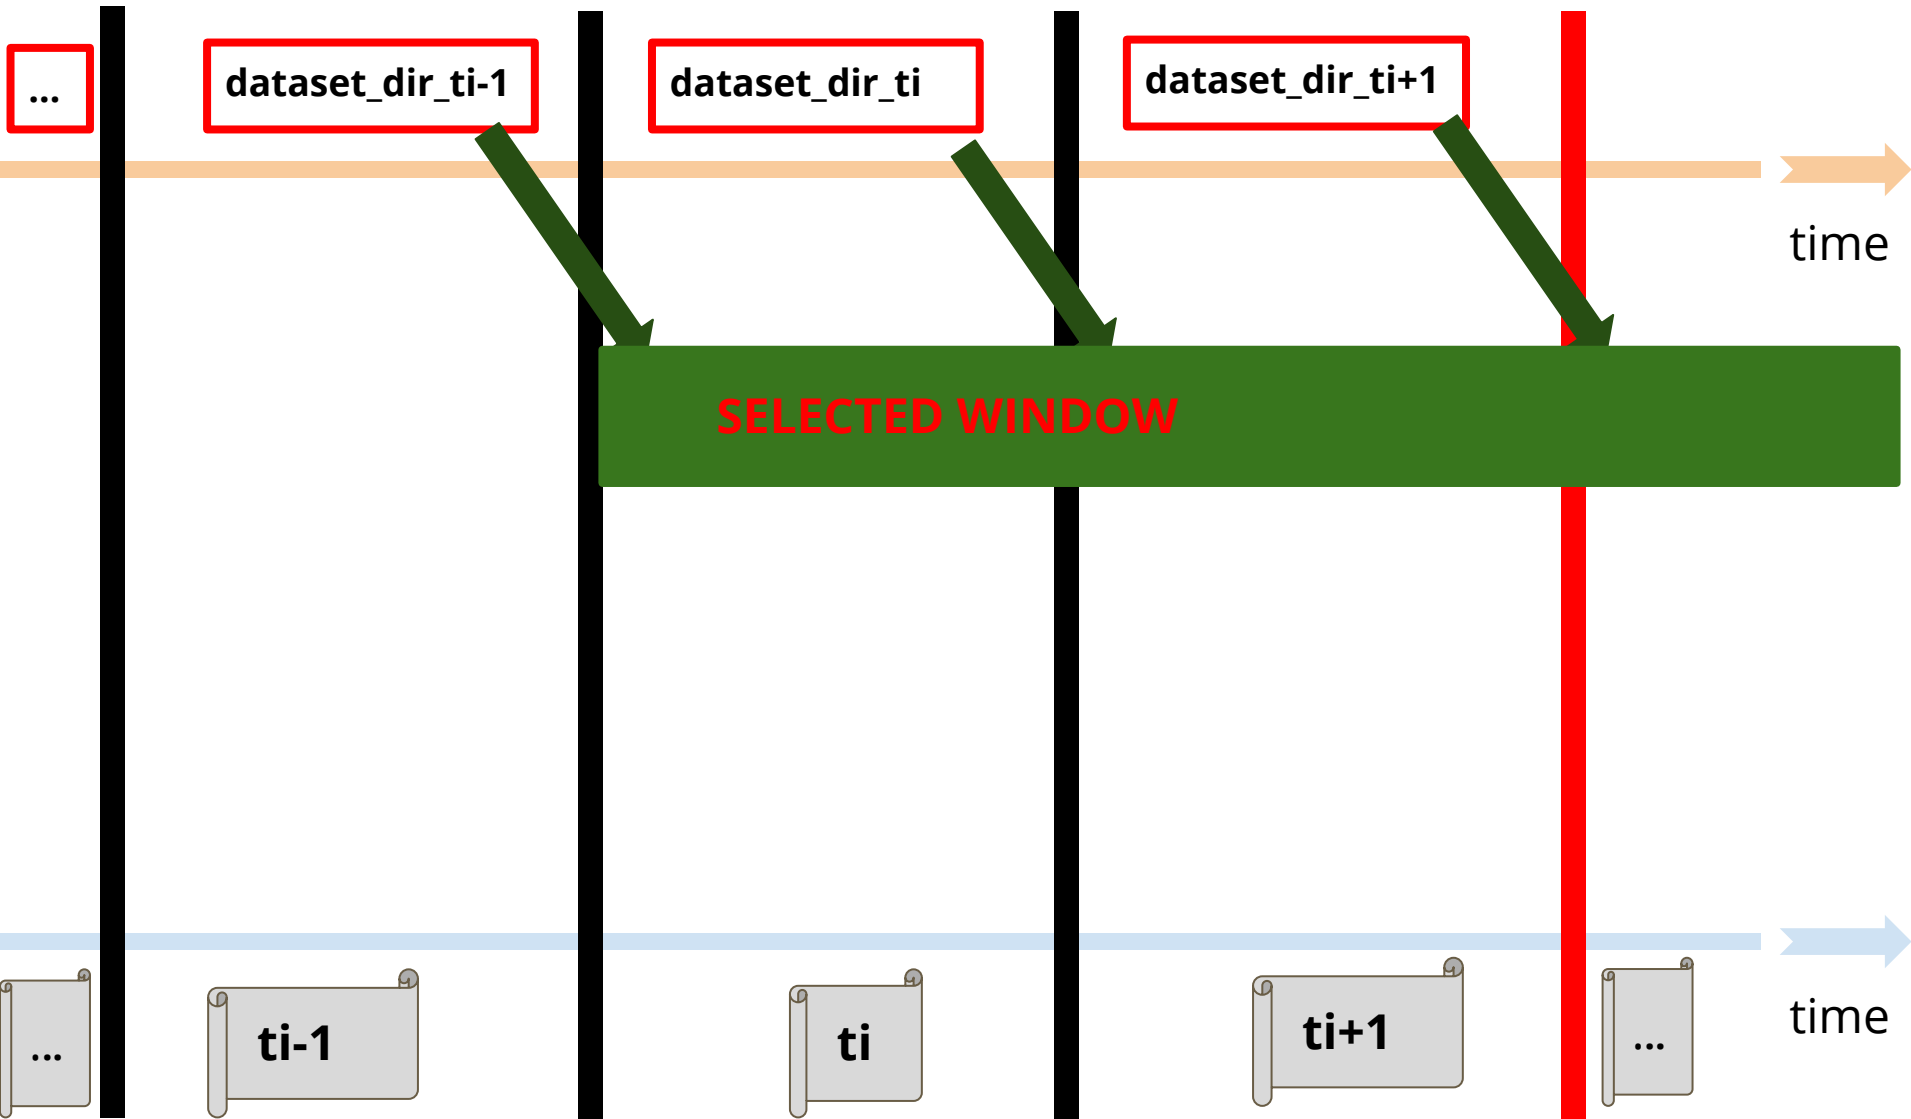 ...
dataset_dir_ti-1
dataset_dir_ti
dataset_dir_ti+1
time
SELECTED WINDOW
...
ti-1
ti
ti+1
...
time